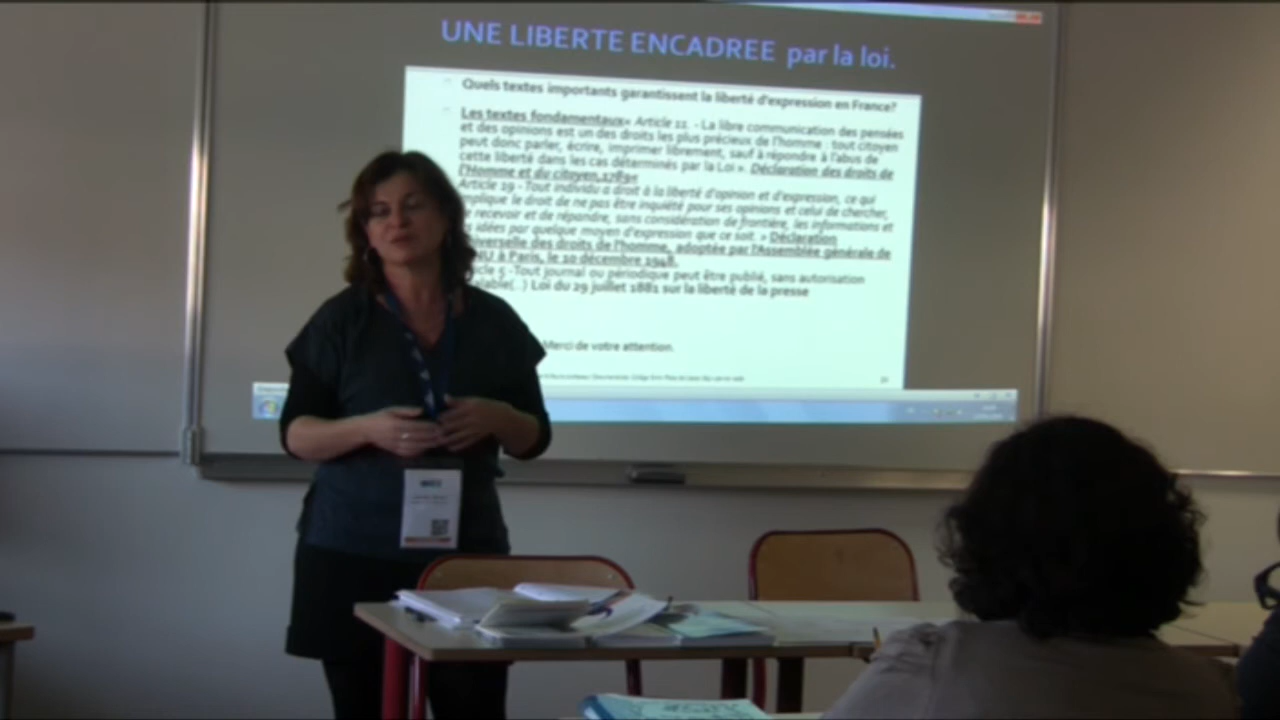 UNE LIBERTE ENCADREE par la loi.
Quels textes importants garantissent la liberté d'expression en France?
Les textes fondamentaux« Article 11. - La libre communication des pensées
et des opinions est un des droits les plus précieux de l'homme : tout citoyen
peut donc parler, écrire, imprimer librement, sauf à répondre à l'abus de
cette liberté dans les cas déterminés par la Loi ». Déclaration des droits de
l'Homme et du citoyen,1789«
Article 19 - Tout individu a droit à la liberté d'opinion et d'expression, ce qui
mplique le droit de ne pas être inquiété pour ses opinions et celui de chercher,
e recevoir et de répandre, sans considération de frontière, les informations et
s idées par quelque moyen d'expression que ce soit. » Déclaration
verselle des droits de l'homme, adoptée par l'Assemblée générale de
NU à Paris, le 10 décembre 1948.
icle 5 -Tout journal ou périodique peut être publié, sans autorisation
alable(...) Loi du 29 juillet 1881 sur la liberté de la presse
Merci de votre attention.